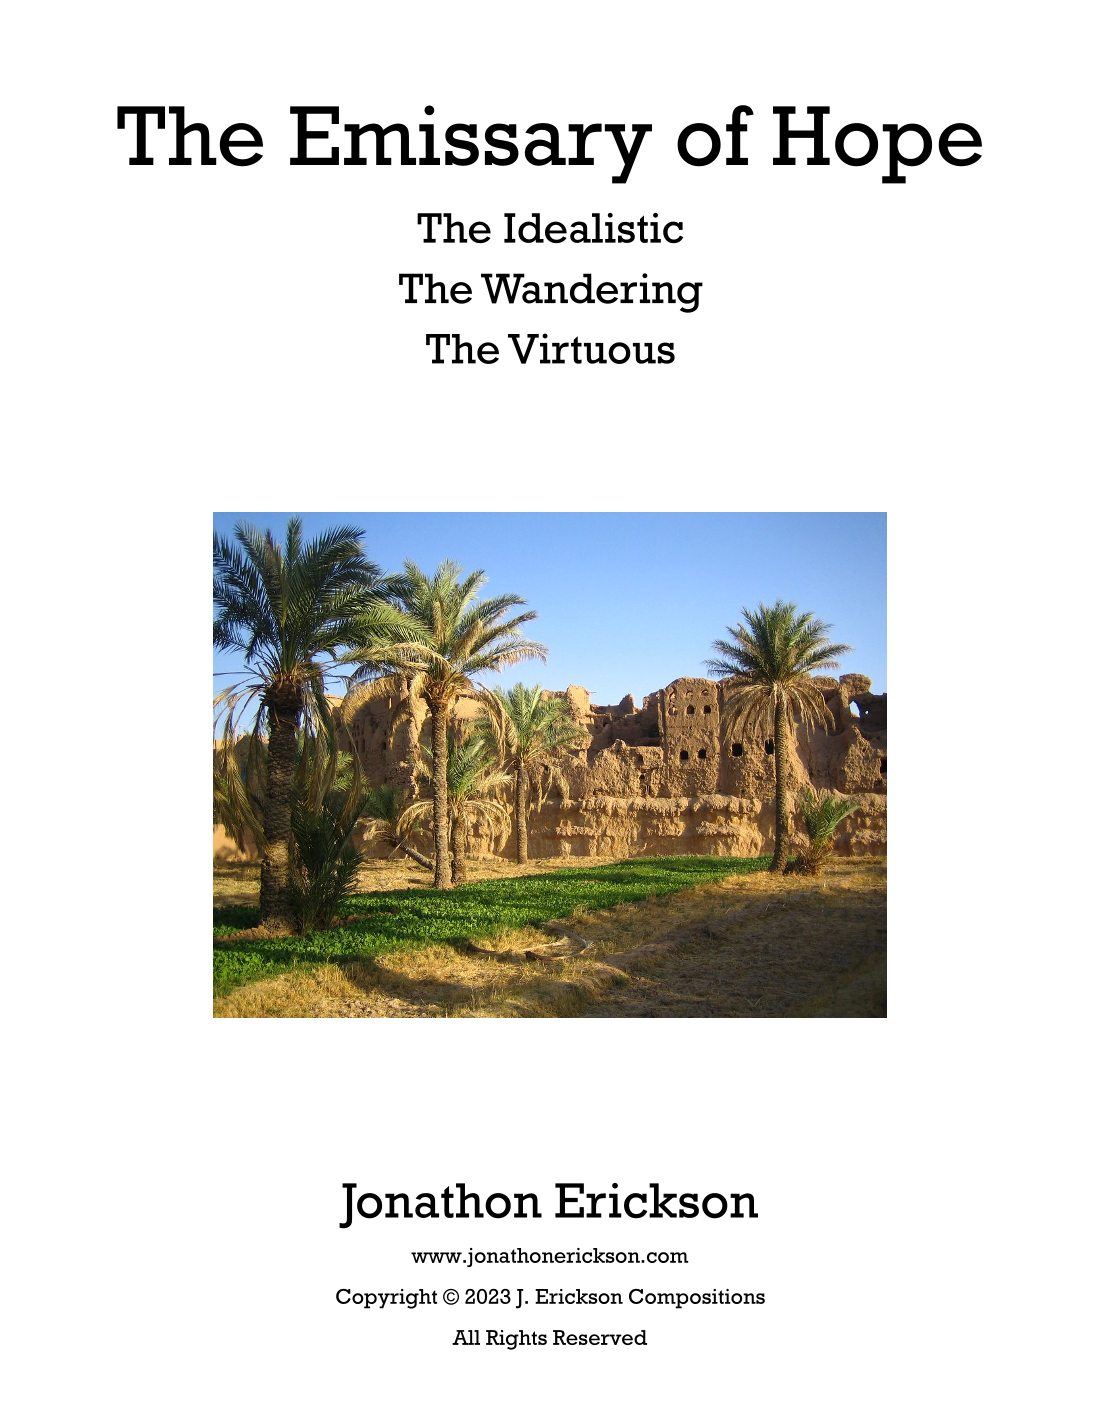 The Emissary of Hope
The Idealistic
The Wandering
The Virtuous
Jonathon Erickson
www.jonathonerickson.com
Copyright © 2023 J. Erickson Compositions
All Rights Reserved